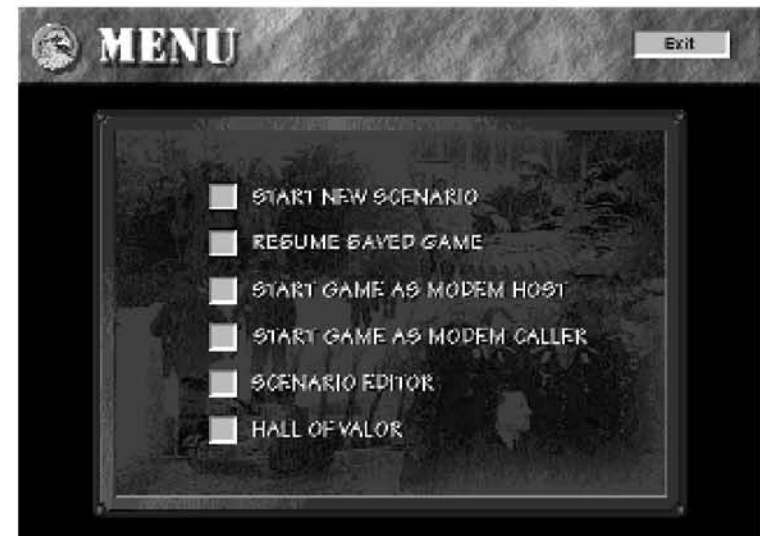 MENU
Exit
START NEW SCENARIO
RESUME SAVED GAME
START GAME AS MODEM HOST
START GAME AS MODEM CALLER
SCENARIO EDITOR
HALL OF VALOR